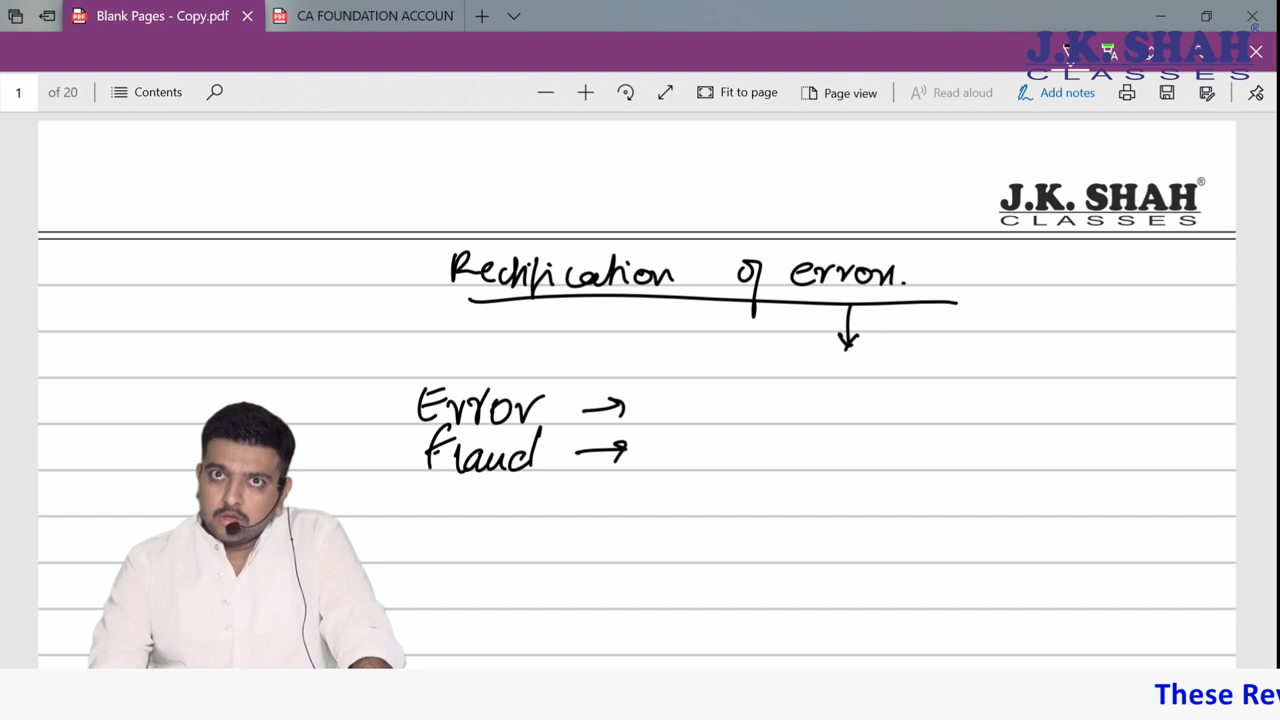 Blank Pages - Copy.pdf
CA FOUNDATION ACCOUN
J.K. SHAH®
CLASSES
1 of 20
Contents
Fit to page
Page view
Read aloud
Add notes
J.K. SHAH®
CLASSES
Rectification of error.
Error →
Fraud →
These Rev